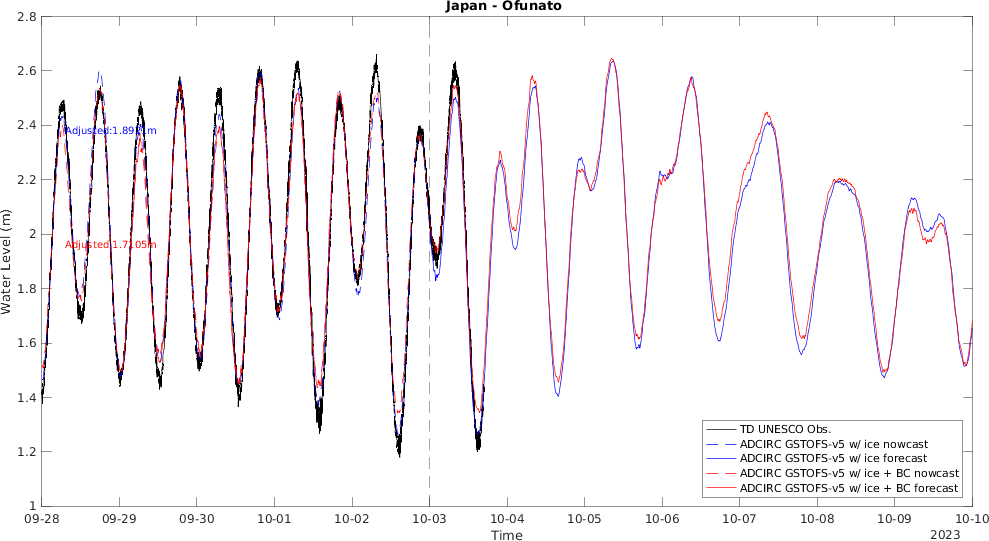 Japan - Ofunato
Water Level (m)
2.8
2.6
2.4
2.2
2
1.8
1.6
1.4
1.2
1
Adjusted:1.7105m
TD UNESCO Obs.
ADCIRC GSTOFS-v5 w/ ice nowcast
ADCIRC GSTOFS-v5 w/ ice forecast
ADCIRC GSTOFS-v5 w/ ice + BC nowcast
ADCIRC GSTOFS-v5 w/ ice + BC forecast
09-28 09-29 09-30 10-01 10-02 10-03 10-04 10-05 10-06 10-07 10-08 10-09 10-10
Time
2023